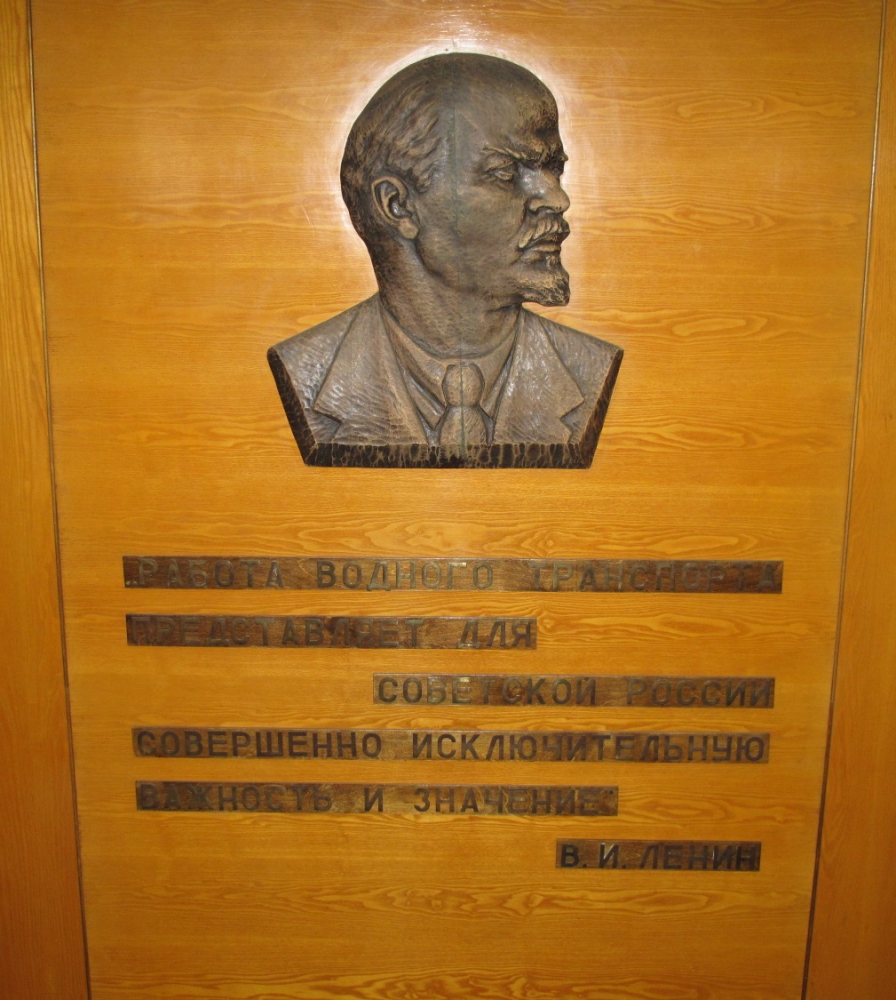 „РАБОТА ВОДНОГО ТРАНСПОРТА
ПРЕДСТАВЛЯЕТ ДЛЯ
СОВЕТСКОЙ РОССИИ
СОВЕРШЕННО ИСКЛЮЧИТЕЛЬНУЮ
ВАЖНОСТЬ И ЗНАЧЕНИЕ"
В. И. ЛЕНИН